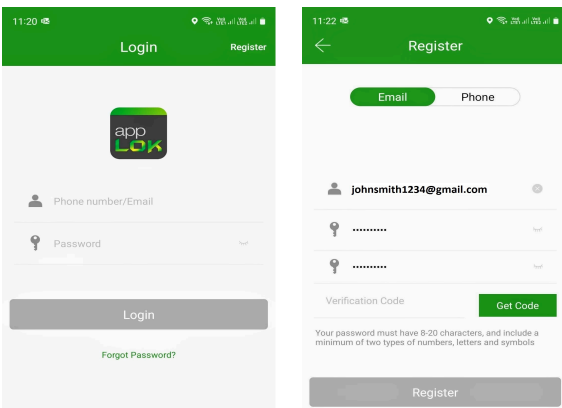 11:20
Login
Register
app
LOK
Phone number/Email
Password
Login
Forgot Password?
11:22
Register
Email
Phone
johnsmith1234@gmail.com
••••••••••
••••••••••
Verification Code
Get Code
Your password must have 8-20 characters, and include a
minimum of two types of numbers, letters and symbols
Register